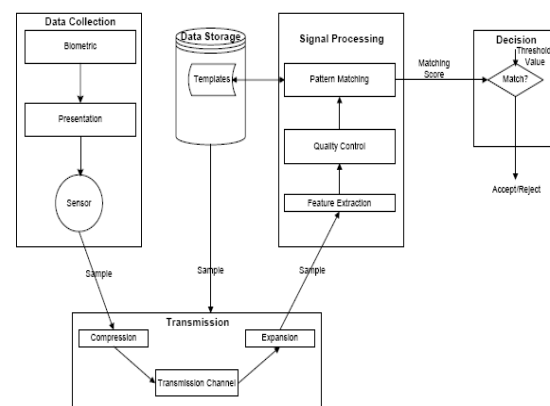 Data Collection
Biometric
Presentation
Sensor
Data Storage
Templates
Signal Processing
Pattern Matching
Quality Control
Feature Extraction
Matching
Score
Decision
Threshold
Value
Match?
Accept/Reject
Sample
Sample
Sample
Transmission
Compression
Expansion
Transmission Channel